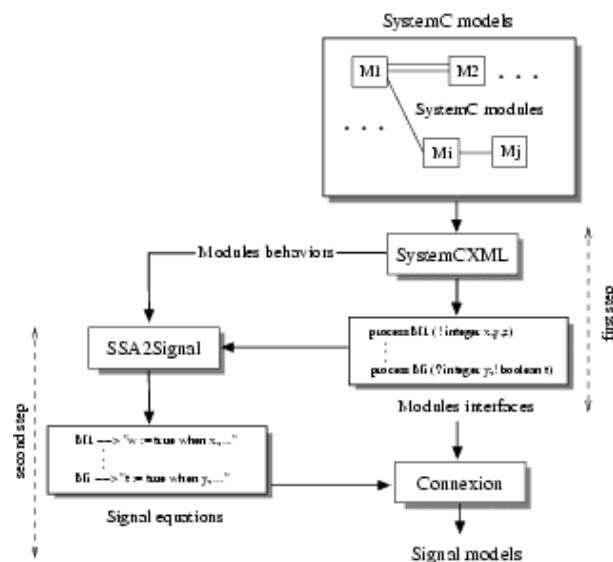 SystemC models
M1
M2
. . .
SystemC modules
. . .
Mi
Mj
Modules behaviors
SystemCXML
first step
SSA2Signal
process M1 ( ! integer x,y,z)
process Mi ( ? integer y, ! boolean t)
Modules interfaces
second step
M1 ---> "w := true when x,..."
Mi ---> "t := true when y,..."
Signal equations
Connexion
Signal models